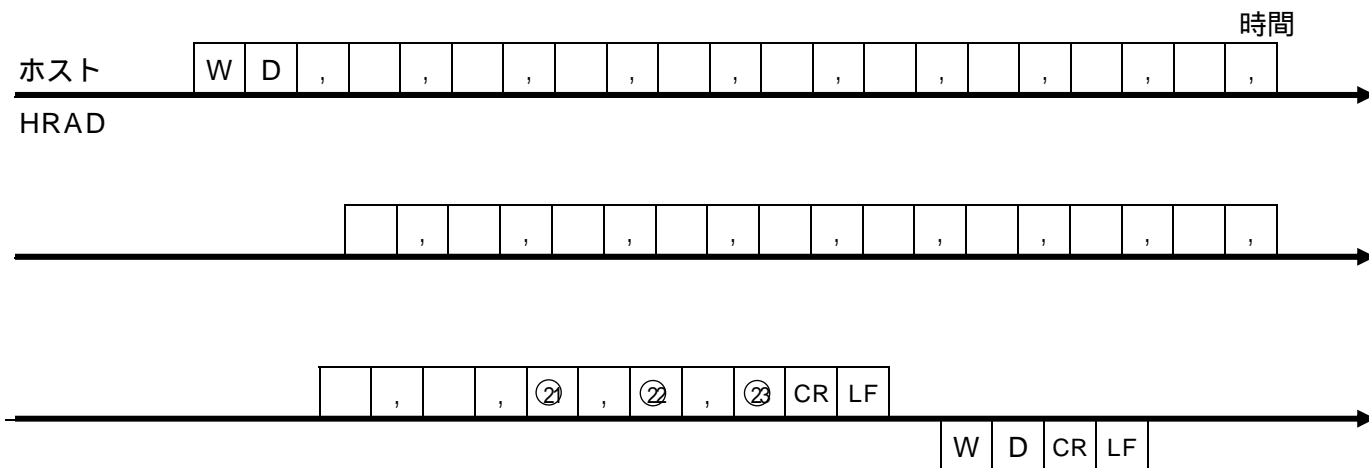 時間
ホスト W D , , , , , , , , , ,
HRAD
, , , , , , , , ,
, , ㉑ , ㉒ , ㉓ CR LF
W D CR LF